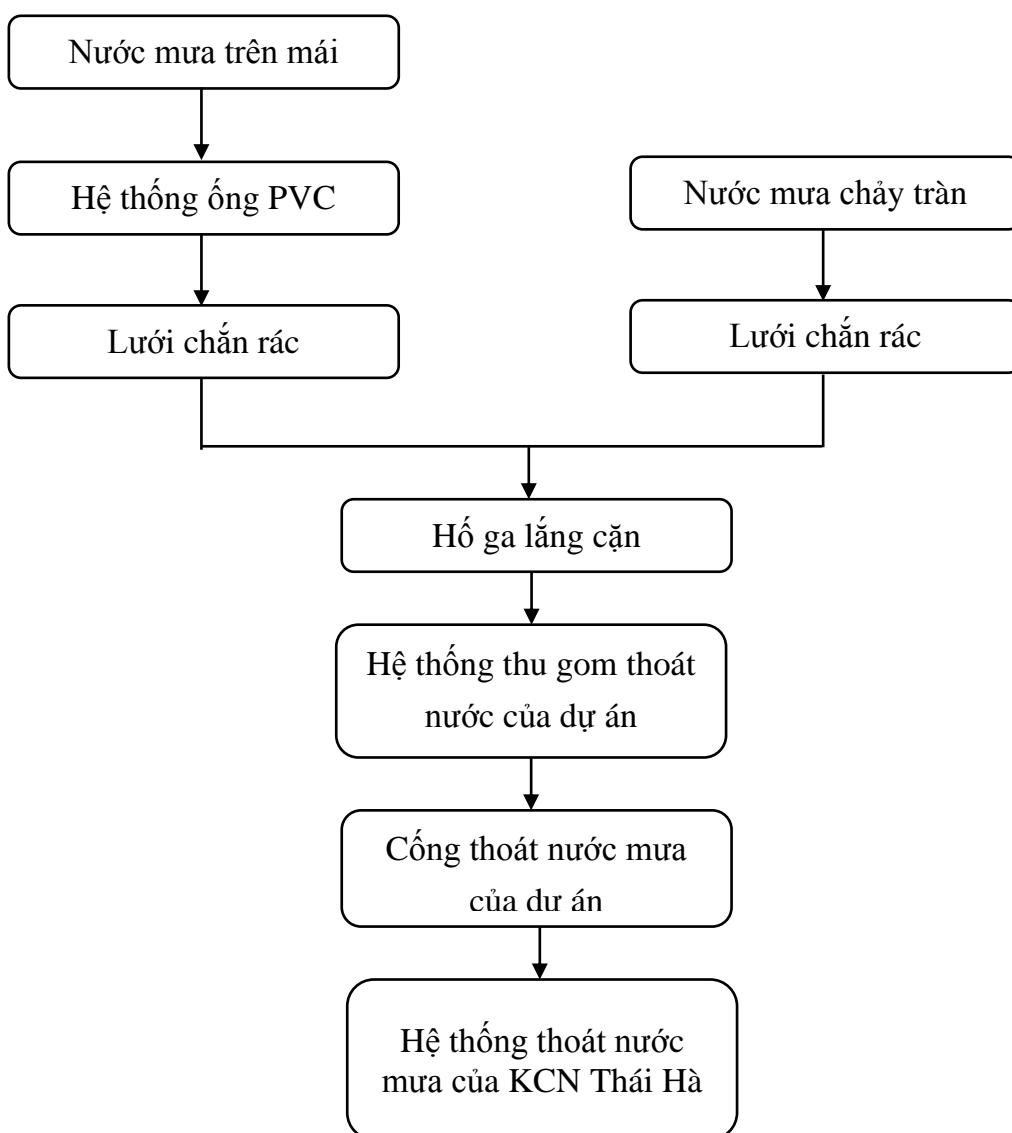 Nước mưa trên mái
Hệ thống ống PVC
Nước mưa chảy tràn
Lưới chắn rác
Lưới chắn rác
Hố ga lắng cặn
Hệ thống thu gom thoát
nước của dự án
Cống thoát nước mưa
của dự án
Hệ thống thoát nước
mưa của KCN Thái Hà